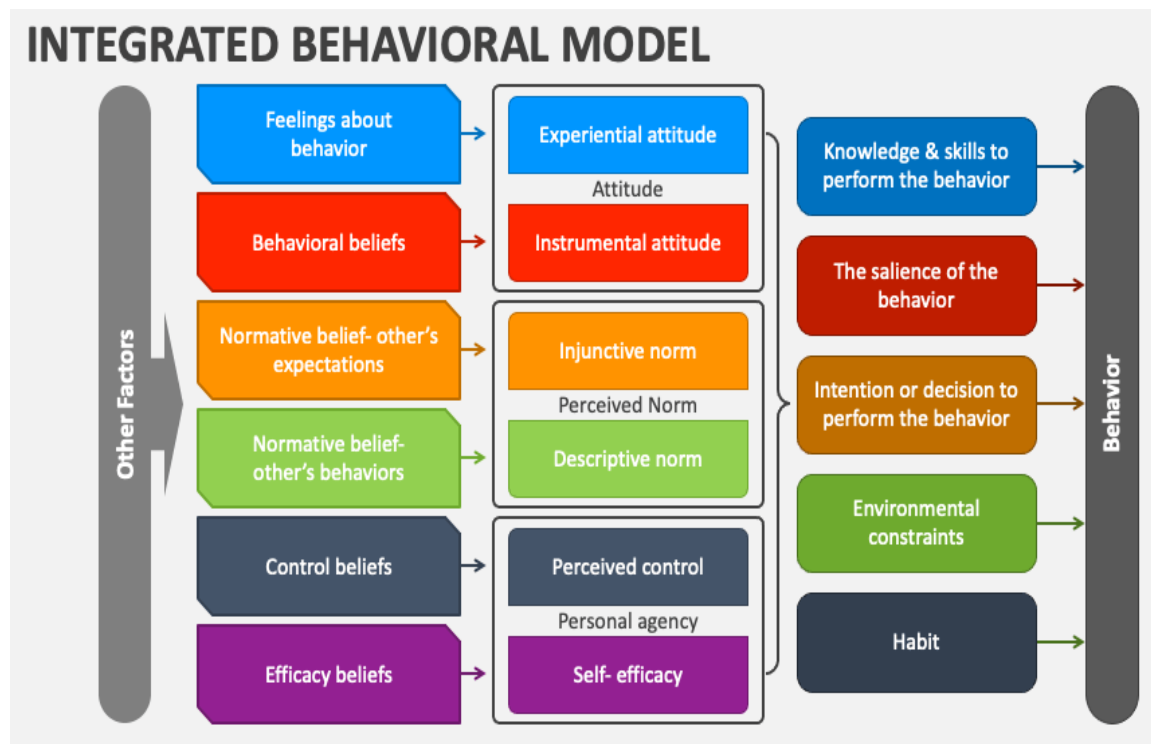 INTEGRATED BEHAVIORAL MODEL
Other Factors
Feelings about
behavior
Behavioral beliefs
Normative belief- other’s
expectations
Normative belief-
other’s behaviors
Control beliefs
Efficacy beliefs
Experiential attitude
Attitude
Instrumental attitude
Injunctive norm
Perceived Norm
Descriptive norm
Perceived control
Personal agency
Self- efficacy
Knowledge & skills to
perform the behavior
The salience of the
behavior
Intention or decision to
perform the behavior
Environmental
constraints
Habit
Behavior